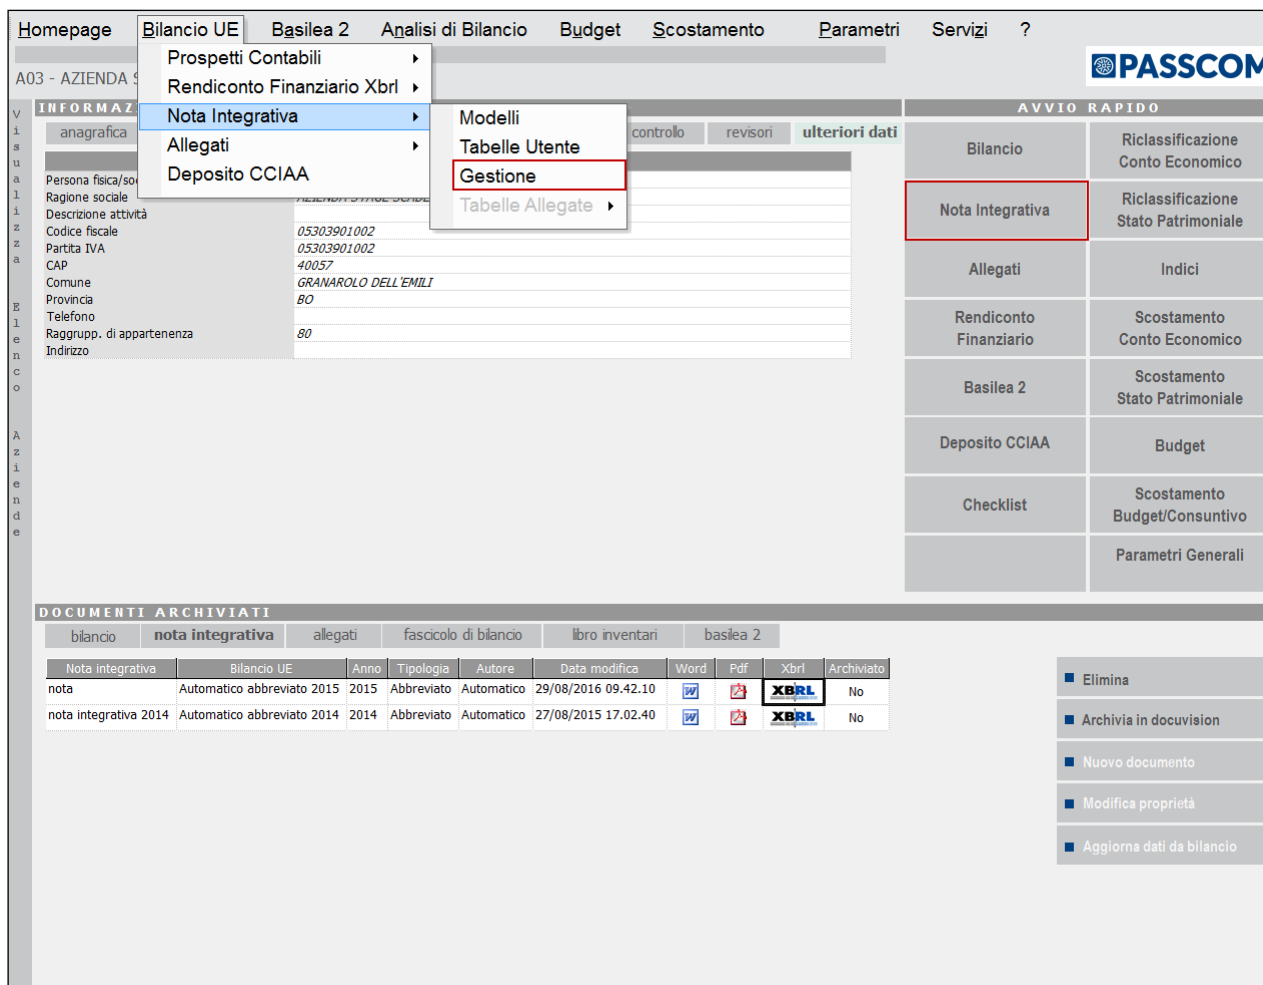 Homepage Bilancio UE Basilea 2 Analisi di Bilancio Budget Scostamento Parametri Servizi ?
Prospetti Contabili
Rendiconto Finanziario Xbrl
Nota Integrativa
Allegati
Deposito CCIAA
Modelli
Tabelle Utente
Gestione
Tabelle Allegate
PASSCOM
A03 - AZIENDA
Visualizza Elenco Aziende
INFORMAZ
anagrafica controllo revisori ulteriori dati
Persona fisica/so
Ragione sociale
Descrizione attività
Codice fiscale 05303901002
Partita IVA 05303901002
CAP 40057
Comune GRANAROLO DELL'EMILI
Provincia BO
Telefono
Raggrupp. di appartenenza 80
Indirizzo
AVVIO RAPIDO
Bilancio
Riclassificazione
Conto Economico
Nota Integrativa
Riclassificazione
Stato Patrimoniale
Allegati
Indici
Rendiconto
Finanziario
Scostamento
Conto Economico
Basilea 2
Scostamento
Stato Patrimoniale
Deposito CCIAA
Budget
Checklist
Scostamento
Budget/Consuntivo
Parametri Generali
DOCUMENTI ARCHIVIATI
bilancio nota integrativa allegati fascicolo di bilancio libro inventari basilea 2
Nota integrativa Bilancio UE Anno Tipologia Autore Data modifica Word Pdf Xbrl Archiviato
nota Automatico abbreviato 2015 2015 Abbreviato Automatico 29/08/2016 09.42.10 W XBRL No
nota integrativa 2014 Automatico abbreviato 2014 2014 Abbreviato Automatico 27/08/2015 17.02.40 W XBRL No
Elimina
Archivia in docuvision
Nuovo documento
Modifica proprietà
Aggiorna dati da bilancio